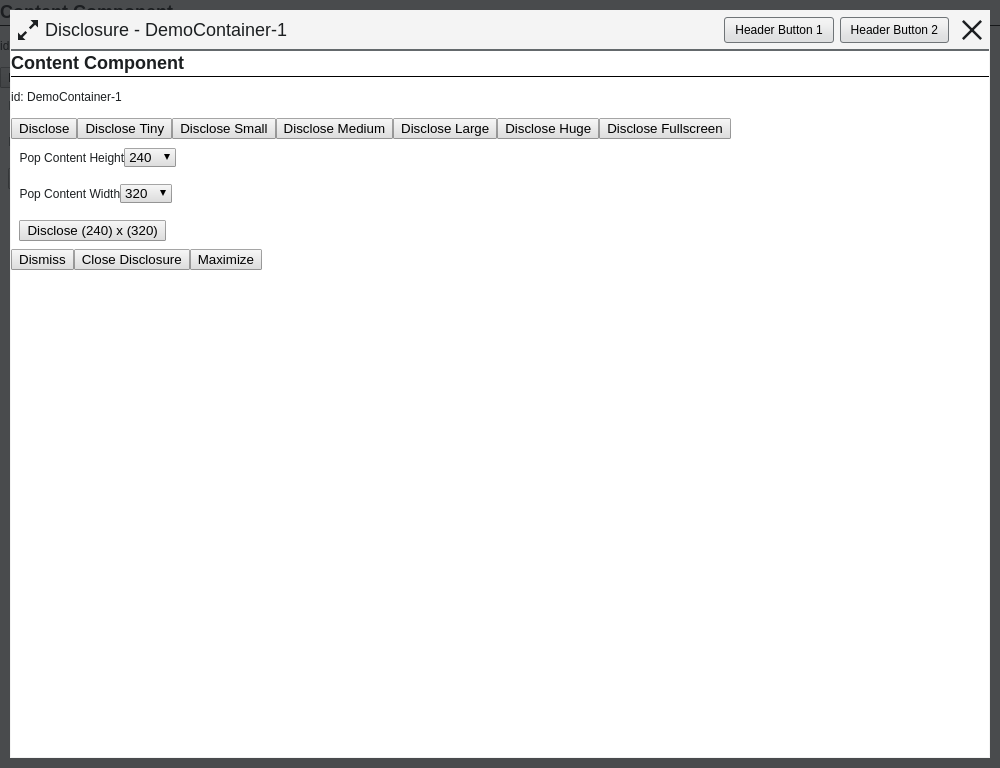 Disclosure - DemoContainer-1 Header Button 1 Header Button 2
Content Component
id: DemoContainer-1
Disclose Disclose Tiny Disclose Small Disclose Medium Disclose Large Disclose Huge Disclose Fullscreen
Pop Content Height 240
Pop Content Width 320
Disclose (240) x (320)
Dismiss Close Disclosure Maximize